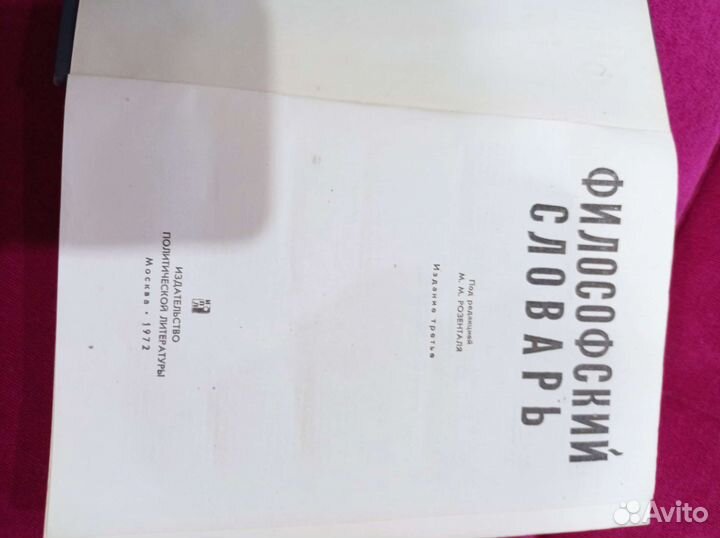 ФИЛОСОФСКИЙ
СЛОВАРЬ
Под редакцией
М. М. РОЗЕНТАЛЯ
Издание третье
ИЗДАТЕЛЬСТВО
ПОЛИТИЧЕСКОЙ ЛИТЕРАТУРЫ
Москва · 1972
Avito